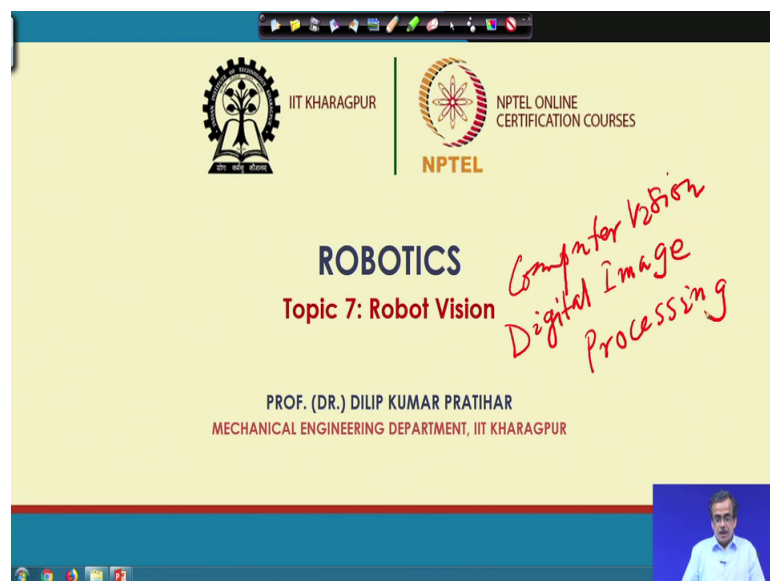 IIT KHARAGPUR
NPTEL
NPTEL ONLINE
CERTIFICATION COURSES
ROBOTICS
Topic 7: Robot Vision
Computer Vision
Digital Image
Processing
PROF. (DR.) DILIP KUMAR PRATIHAR
MECHANICAL ENGINEERING DEPARTMENT, IIT KHARAGPUR